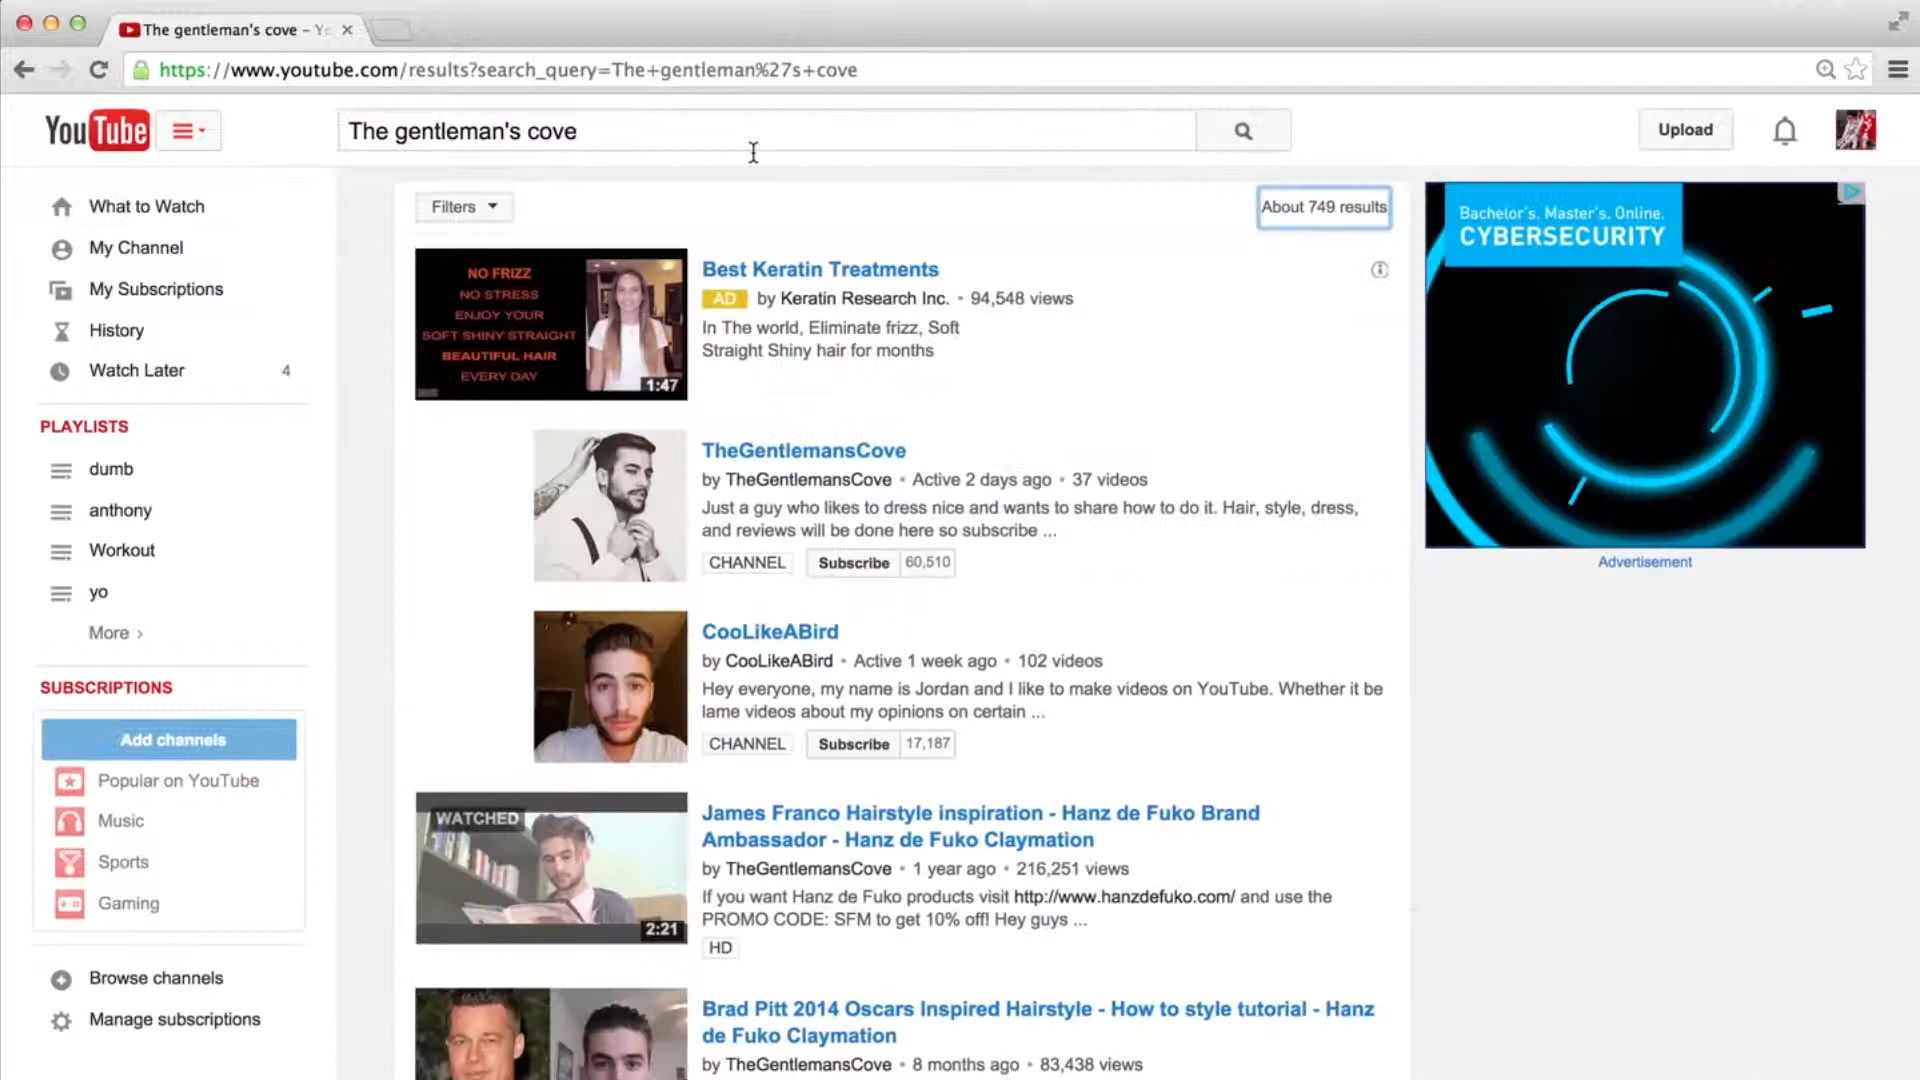 The gentleman's cove - Yo
https://www.youtube.com/results?search_query=The+gentleman%27s+cove
YouTube
The gentleman's cove
Upload
What to Watch
My Channel
My Subscriptions
History
Watch Later 4
PLAYLISTS
dumb
anthony
Workout
yo
More ›
SUBSCRIPTIONS
Add channels
Popular on YouTube
Music
Sports
Gaming
Browse channels
Manage subscriptions
Filters
About 749 results
NO FRIZZ
NO STRESS
ENJOY YOUR
SOFT SHINY STRAIGHT
BEAUTIFUL HAIR
EVERY DAY
1:47
Best Keratin Treatments
AD by Keratin Research Inc. • 94,548 views
In The world, Eliminate frizz, Soft
Straight Shiny hair for months
TheGentlemansCove
by TheGentlemansCove • Active 2 days ago • 37 videos
Just a guy who likes to dress nice and wants to share how to do it. Hair, style, dress,
and reviews will be done here so subscribe ...
CHANNEL Subscribe 60,510
CooLikeABird
by CooLikeABird • Active 1 week ago • 102 videos
Hey everyone, my name is Jordan and I like to make videos on YouTube. Whether it be
lame videos about my opinions on certain ...
CHANNEL Subscribe 17,187
WATCHED
2:21
James Franco Hairstyle inspiration - Hanz de Fuko Brand
Ambassador - Hanz de Fuko Claymation
by TheGentlemansCove • 1 year ago • 216,251 views
If you want Hanz de Fuko products visit http://www.hanzdefuko.com/ and use the
PROMO CODE: SFM to get 10% off! Hey guys ...
HD
Brad Pitt 2014 Oscars Inspired Hairstyle - How to style tutorial - Hanz
de Fuko Claymation
by TheGentlemansCove • 8 months ago • 83,438 views
Bachelor's. Master's. Online.
CYBERSECURITY
Advertisement